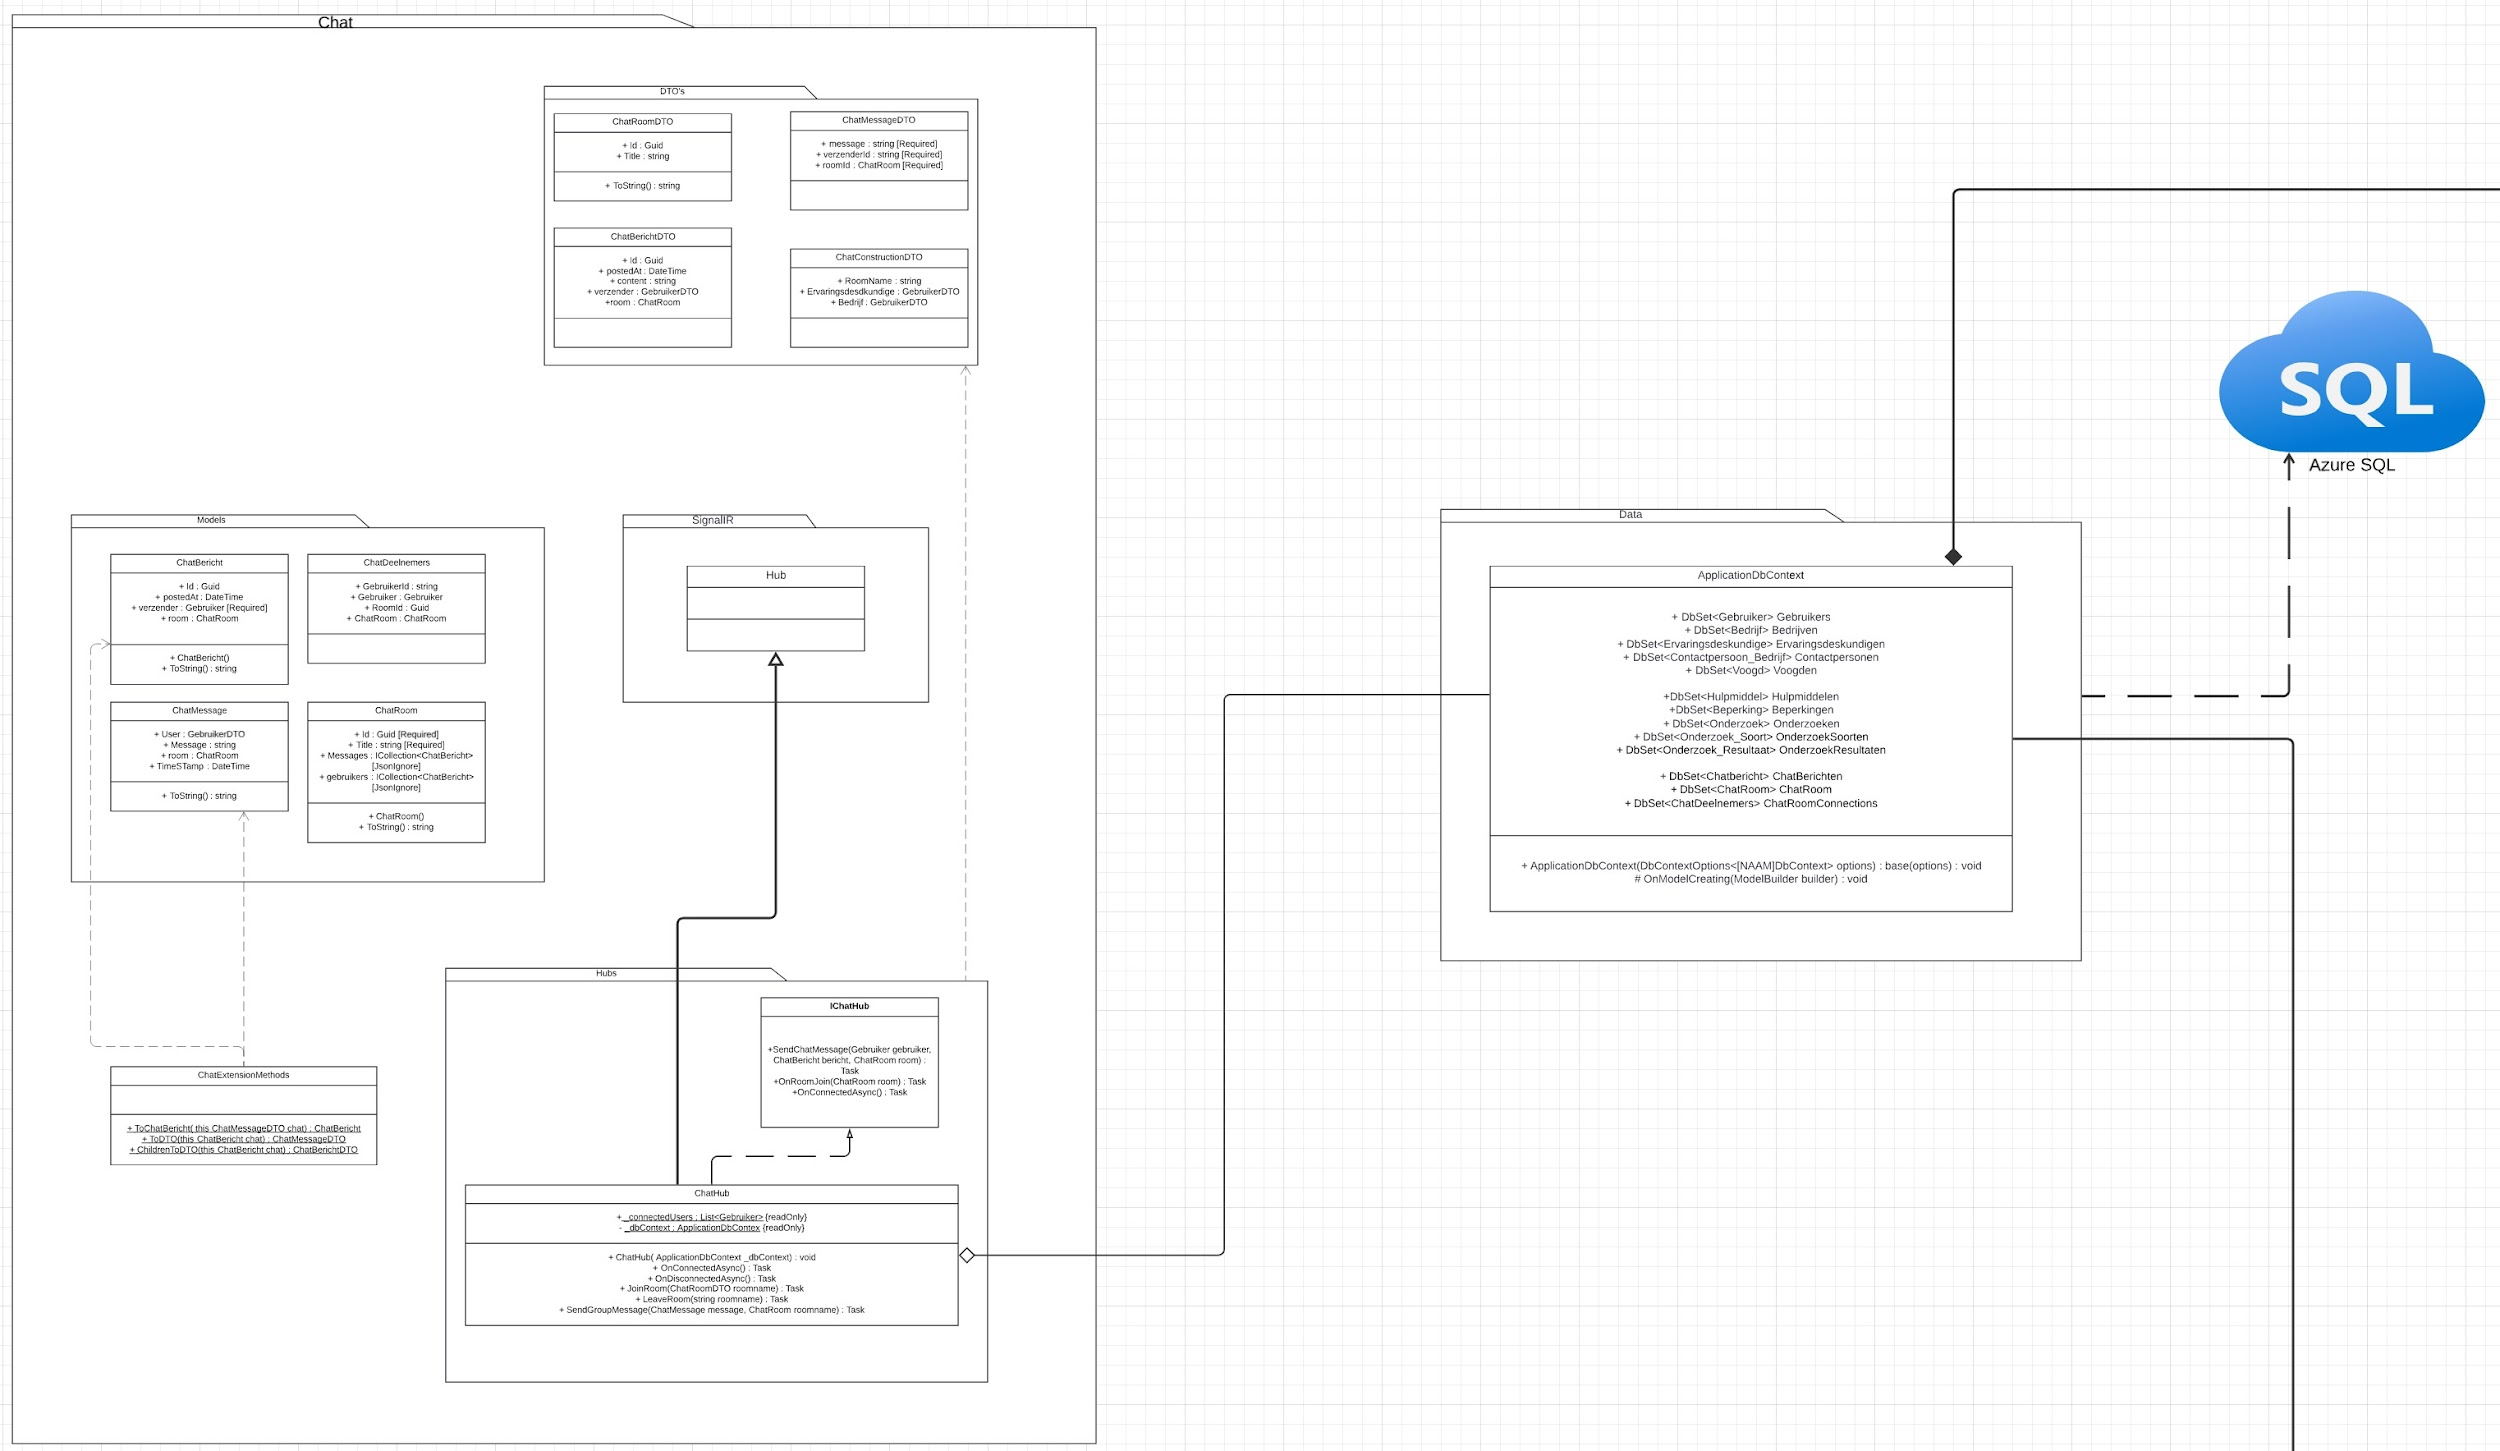 Chat
DTO's
ChatRoomDTO
+ Id : Guid
+ Title : string
+ ToString() : string
ChatMessageDTO
+ message : string [Required]
+ verzenderId : string [Required]
+ roomId : ChatRoom [Required]
ChatBerichtDTO
+ Id : Guid
+ postedAt : DateTime
+ content : string
+ verzender : GebruikerDTO
+room : ChatRoom
ChatConstructionDTO
+ RoomName : string
+ Ervaringsdesdkundige : GebruikerDTO
+ Bedrijf : GebruikerDTO
Models
ChatBericht
+ Id : Guid
+ postedAt : DateTime
+ verzender : Gebruiker [Required]
+ room : ChatRoom
+ ChatBericht()
+ ToString() : string
ChatDeelnemers
+ GebruikerId : string
+ Gebruiker : Gebruiker
+ RoomId : Guid
+ ChatRoom : ChatRoom
ChatMessage
+ User : GebruikerDTO
+ Message : string
+ room : ChatRoom
+ TimeSTamp : DateTime
+ ToString() : string
ChatRoom
+ Id : Guid [Required]
+ Title : string [Required]
+ Messages : ICollection<ChatBericht>
[JsonIgnore]
+ gebruikers : ICollection<ChatBericht>
[JsonIgnore]
+ ChatRoom()
+ ToString() : string
SignalIR
Hub
Hubs
IChatHub
+SendChatMessage(Gebruiker gebruiker,
ChatBericht bericht, ChatRoom room) :
Task
+OnRoomJoin(ChatRoom room) : Task
+OnConnectedAsync() : Task
ChatExtensionMethods
+ ToChatBericht( this ChatMessageDTO chat) : ChatBericht
+ ToDTO(this ChatBericht chat) : ChatMessageDTO
+ ChildrenToDTO(this ChatBericht chat) : ChatBerichtDTO
ChatHub
+ _connectedUsers : List<Gebruiker> {readOnly}
- _dbContext : ApplicationDbContex {readOnly}
+ ChatHub( ApplicationDbContext _dbContext) : void
+ OnConnectedAsync() : Task
+ OnDisconnectedAsync() : Task
+ JoinRoom(ChatRoomDTO roomname) : Task
+ LeaveRoom(string roomname) : Task
+ SendGroupMessage(ChatMessage message, ChatRoom roomname) : Task
Data
ApplicationDbContext
+ DbSet<Gebruiker> Gebruikers
+ DbSet<Bedrijf> Bedrijven
+ DbSet<Ervaringsdeskundige> Ervaringsdeskundigen
+ DbSet<Contactpersoon_Bedrijf> Contactpersonen
+ DbSet<Voogd> Voogden
+DbSet<Hulpmiddel> Hulpmiddelen
+DbSet<Beperking> Beperkingen
+ DbSet<Onderzoek> Onderzoeken
+ DbSet<Onderzoek_Soort> OnderzoekSoorten
+ DbSet<Onderzoek_Resultaat> OnderzoekResultaten
+ DbSet<Chatbericht> ChatBerichten
+ DbSet<ChatRoom> ChatRoom
+ DbSet<ChatDeelnemers> ChatRoomConnections
+ ApplicationDbContext(DbContextOptions<[NAAM]DbContext> options) : base(options) : void
# OnModelCreating(ModelBuilder builder) : void
SQL
Azure SQL